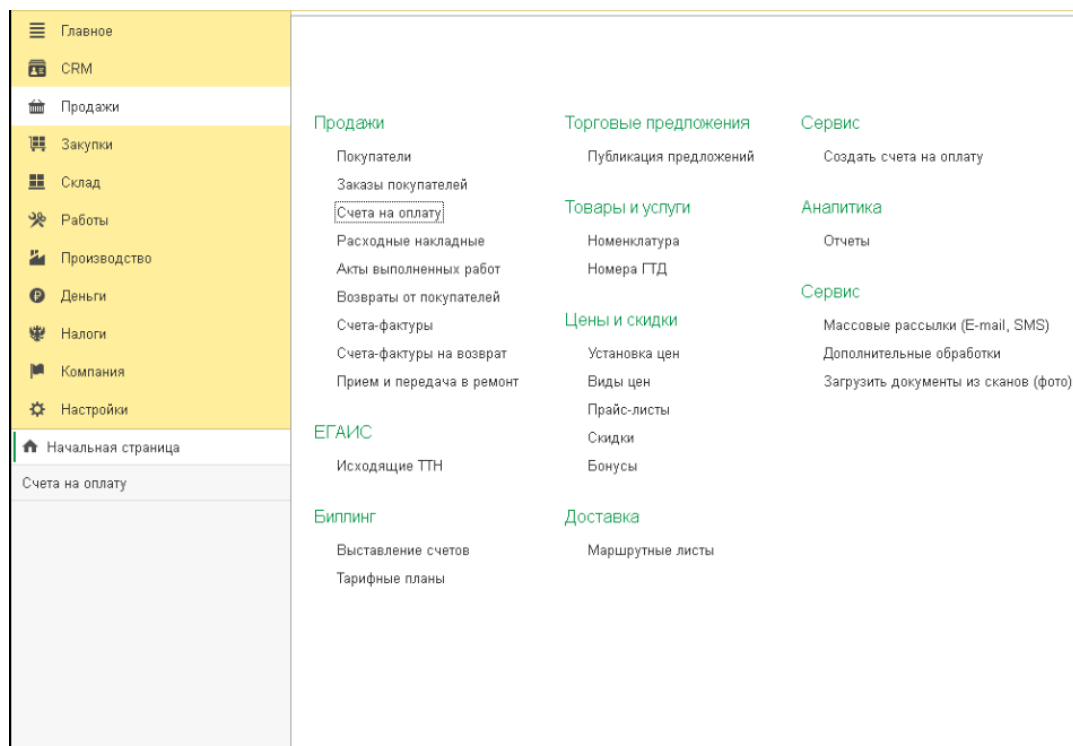 Главное
CRM
Продажи
Закупки
Склад
Работы
Производство
Деньги
Налоги
Компания
Настройки
Начальная страница
Счета на оплату
Продажи
Покупатели
Заказы покупателей
Счета на оплату
Расходные накладные
Акты выполненных работ
Возвраты от покупателей
Счета-фактуры
Счета-фактуры на возврат
Прием и передача в ремонт
ЕГАИС
Исходящие ТТН
Биллинг
Выставление счетов
Тарифные планы
Торговые предложения
Публикация предложений
Товары и услуги
Номенклатура
Номера ГТД
Цены и скидки
Установка цен
Виды цен
Прайс-листы
Скидки
Бонусы
Доставка
Маршрутные листы
Сервис
Создать счета на оплату
Аналитика
Отчеты
Сервис
Массовые рассылки (E-mail, SMS)
Дополнительные обработки
Загрузить документы из сканов (фото)